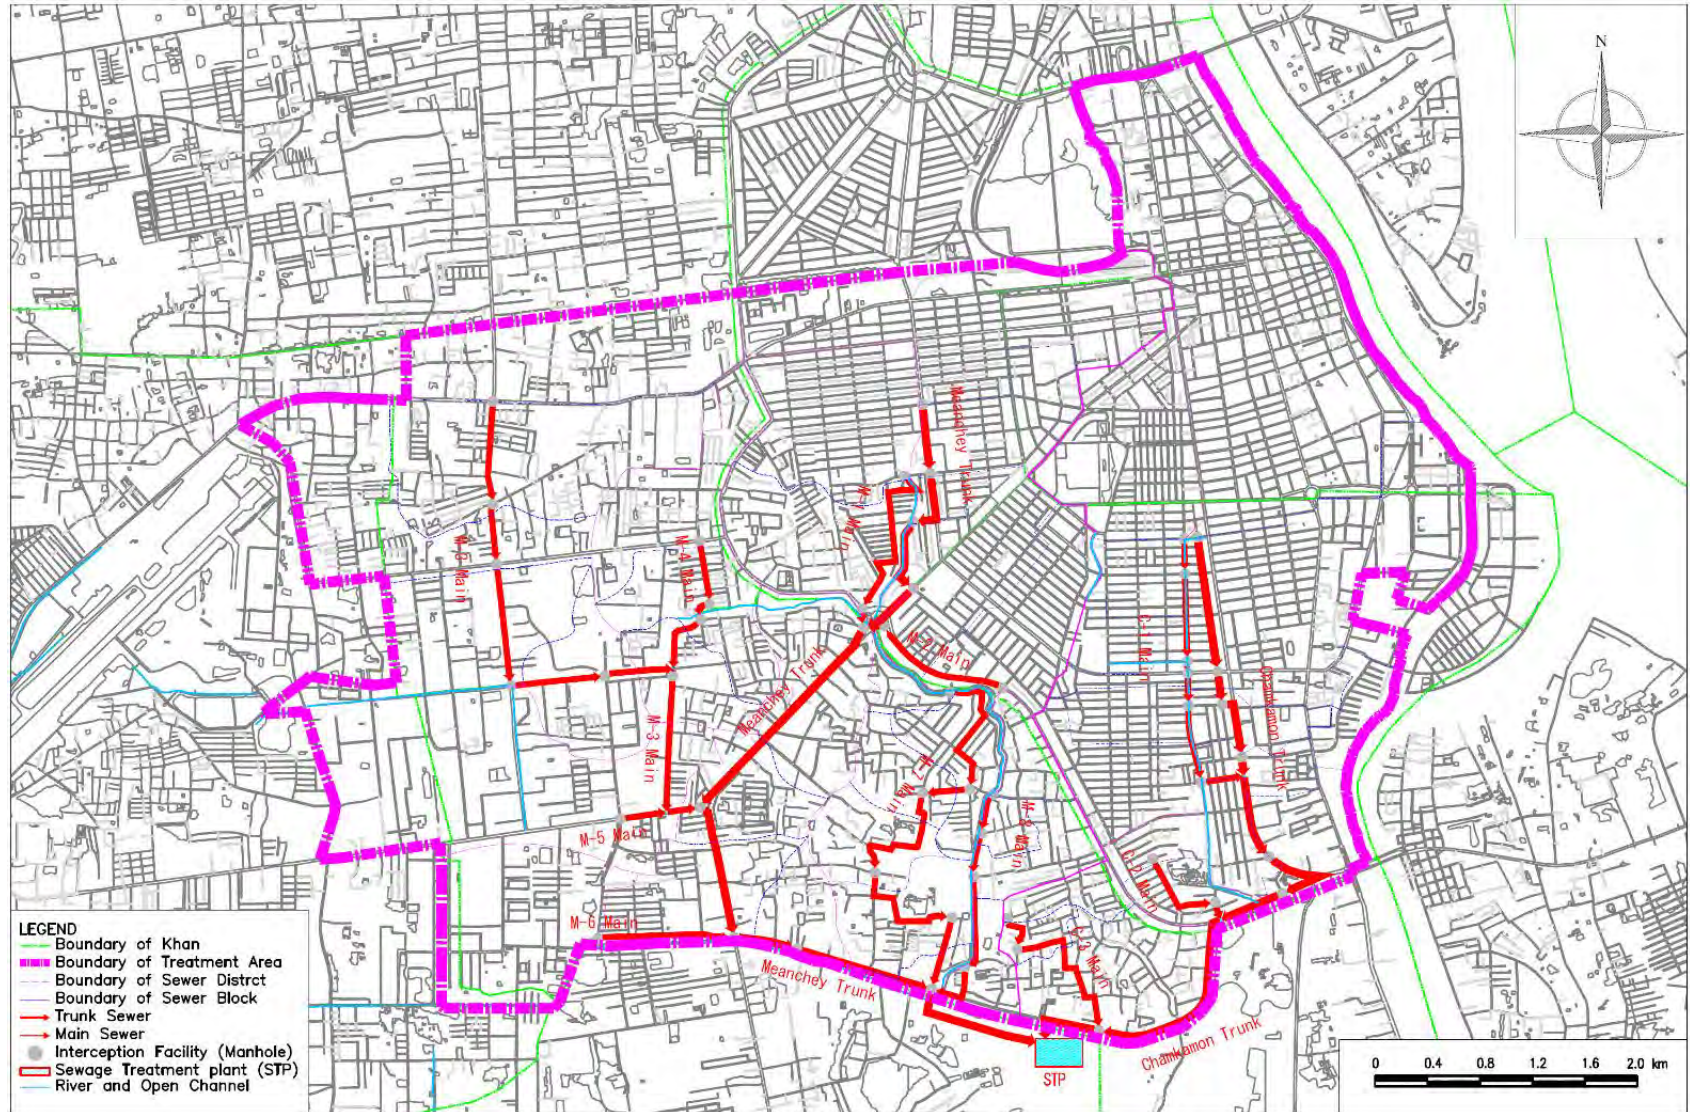 N
Meanchey Trunk
M-1 Main
M-4 Main
M-2 Main
C-1 Main
Chamkamon Trunk
Meanchey Trunk
M-3 Main
M-7 Main
M-8 Main
M-5 Main
C-2 Main
M-6 Main
C-3 Main
Meanchey Trunk
Chamkamon Trunk
STP
LEGEND
Boundary of Khan
Boundary of Treatment Area
Boundary of Sewer Distrct
Boundary of Sewer Block
Trunk Sewer
Main Sewer
Interception Facility (Manhole)
Sewage Treatment plant (STP)
River and Open Channel
0 0.4 0.8 1.2 1.6 2.0 km